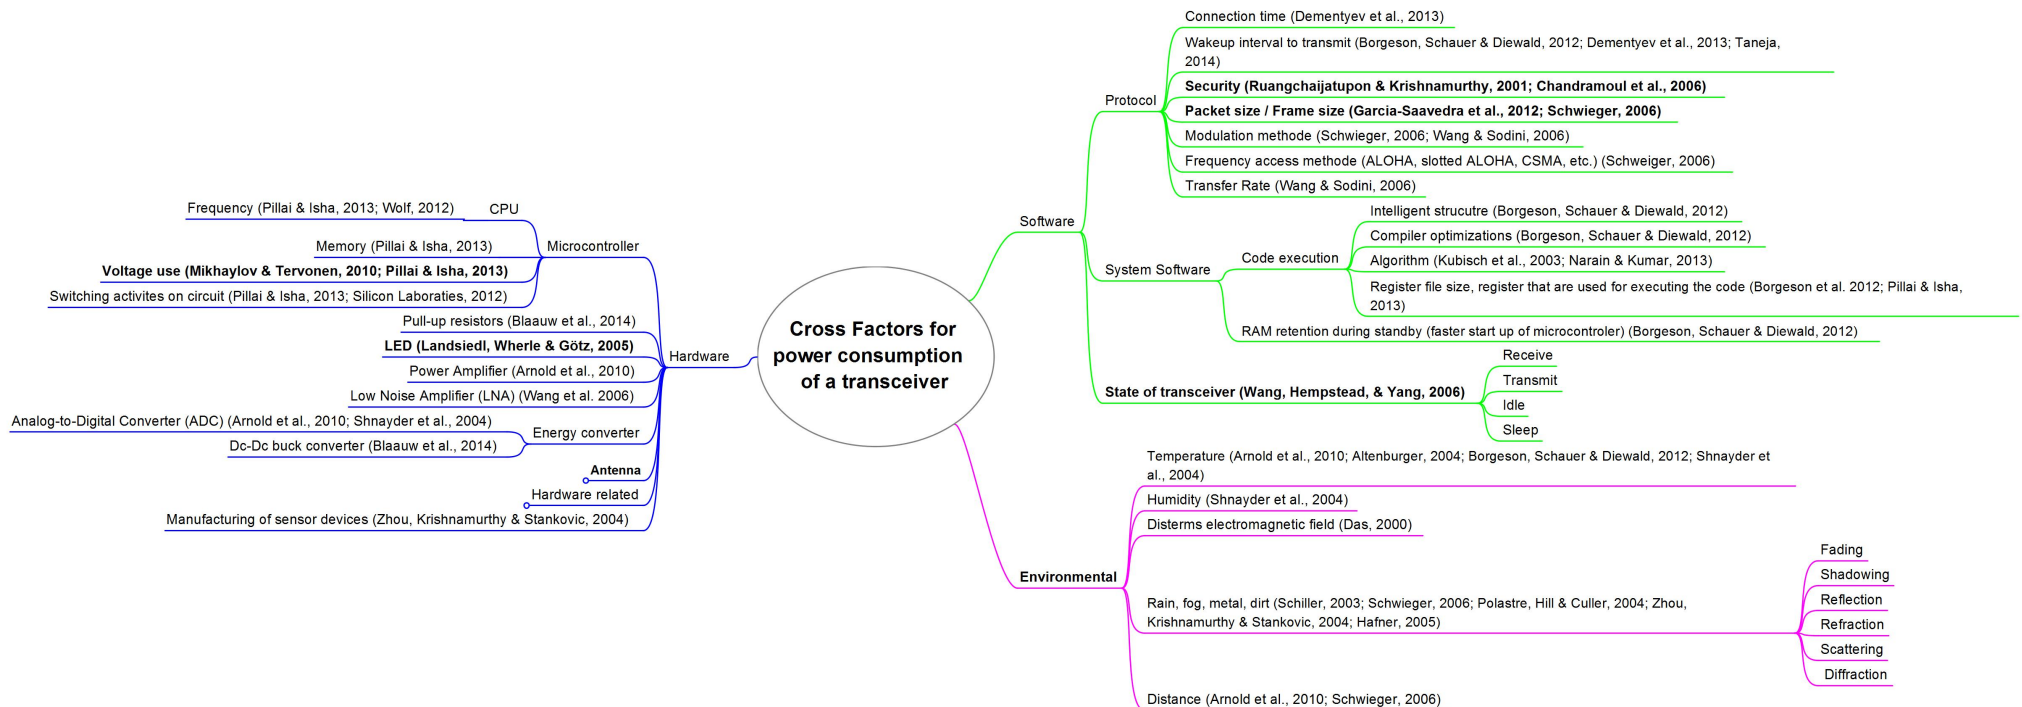 Connection time (Dementyev et al., 2013)
Wakeup interval to transmit (Borgeson, Schauer & Diewald, 2012; Dementyev et al., 2013; Taneja,
2014)
Security (Ruangchaijatupon & Krishnamurthy, 2001; Chandramoul et al., 2006)
Protocol
Packet size / Frame size (Garcia-Saavedra et al., 2012; Schwieger, 2006)
Modulation methode (Schwieger, 2006; Wang & Sodini, 2006)
Frequency access methode (ALOHA, slotted ALOHA, CSMA, etc.) (Schweiger, 2006)
Transfer Rate (Wang & Sodini, 2006)
Software
Intelligent strucutre (Borgeson, Schauer & Diewald, 2012)
Compiler optimizations (Borgeson, Schauer & Diewald, 2012)
Code execution
Algorithm (Kubisch et al., 2003; Narain & Kumar, 2013)
System Software
Register file size, register that are used for executing the code (Borgeson et al. 2012; Pillai & Isha,
2013)
RAM retention during standby (faster start up of microcontroler) (Borgeson, Schauer & Diewald, 2012)
State of transceiver (Wang, Hempstead, & Yang, 2006)
Receive
Transmit
Idle
Sleep
Frequency (Pillai & Isha, 2013; Wolf, 2012)
CPU
Memory (Pillai & Isha, 2013)
Microcontroller
Voltage use (Mikhaylov & Tervonen, 2010; Pillai & Isha, 2013)
Switching activites on circuit (Pillai & Isha, 2013; Silicon Laboraties, 2012)
Pull-up resistors (Blaauw et al., 2014)
LED (Landsiedl, Wherle & Götz, 2005)
Hardware
Power Amplifier (Arnold et al., 2010)
Low Noise Amplifier (LNA) (Wang et al. 2006)
Analog-to-Digital Converter (ADC) (Arnold et al., 2010; Shnayder et al., 2004)
Energy converter
Dc-Dc buck converter (Blaauw et al., 2014)
Antenna
Hardware related
Manufacturing of sensor devices (Zhou, Krishnamurthy & Stankovic, 2004)
Cross Factors for
power consumption
of a transceiver
Temperature (Arnold et al., 2010; Altenburger, 2004; Borgeson, Schauer & Diewald, 2012; Shnayder et
al., 2004)
Humidity (Shnayder et al., 2004)
Disterms electromagnetic field (Das, 2000)
Environmental
Rain, fog, metal, dirt (Schiller, 2003; Schwieger, 2006; Polastre, Hill & Culler, 2004; Zhou,
Krishnamurthy & Stankovic, 2004; Hafner, 2005)
Fading
Shadowing
Reflection
Refraction
Scattering
Diffraction
Distance (Arnold et al., 2010; Schwieger, 2006)